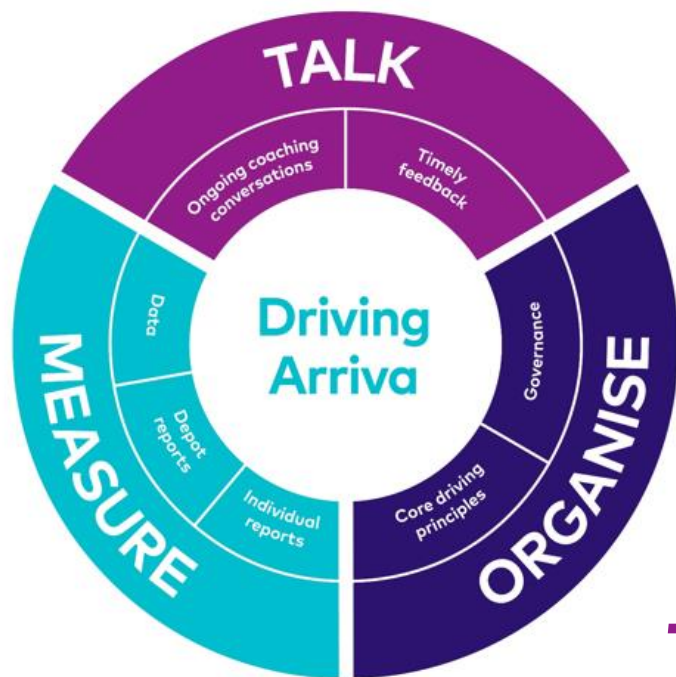 TALK
Ongoing coaching
conversations
Timely
feedback
Driving
Arriva
Data
Depot
reports
Individual
reports
MEASURE
Governance
Core driving
principles
ORGANISE